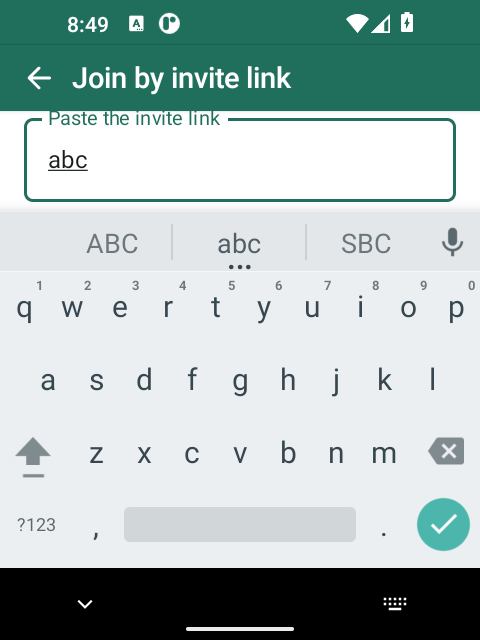 8:49
Join by invite link
Paste the invite link
abc
ABC abc SBC
1 2 3 4 5 6 7 8 9 0
q w e r t y u i o p
a s d f g h j k l
z x c v b n m
?123 , .